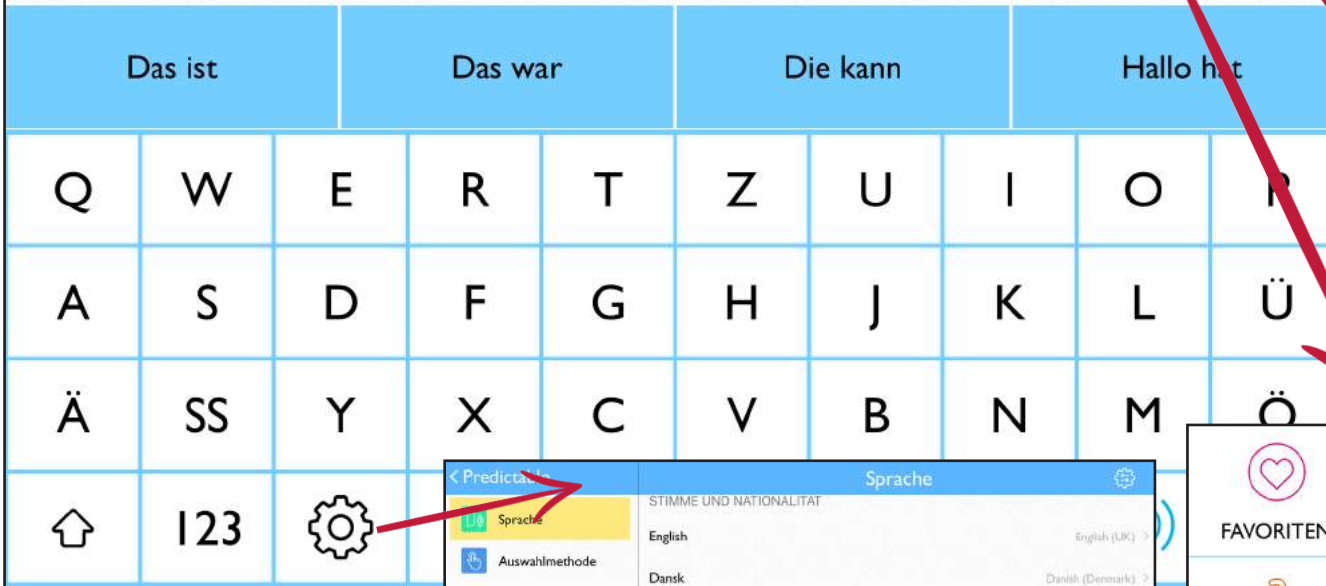 Das ist Das war Die kann Hallo hat
Q W E R T Z U I O P
A S D F G H J K L Ü
Ä SS Y X C V B N M Ö
123
< Predictable Sprache
STIMME UND NATIONALITÄT
Sprache
English English (UK) >
Auswahlmethode
Dansk Danish (Denmark) >
FAVORITEN